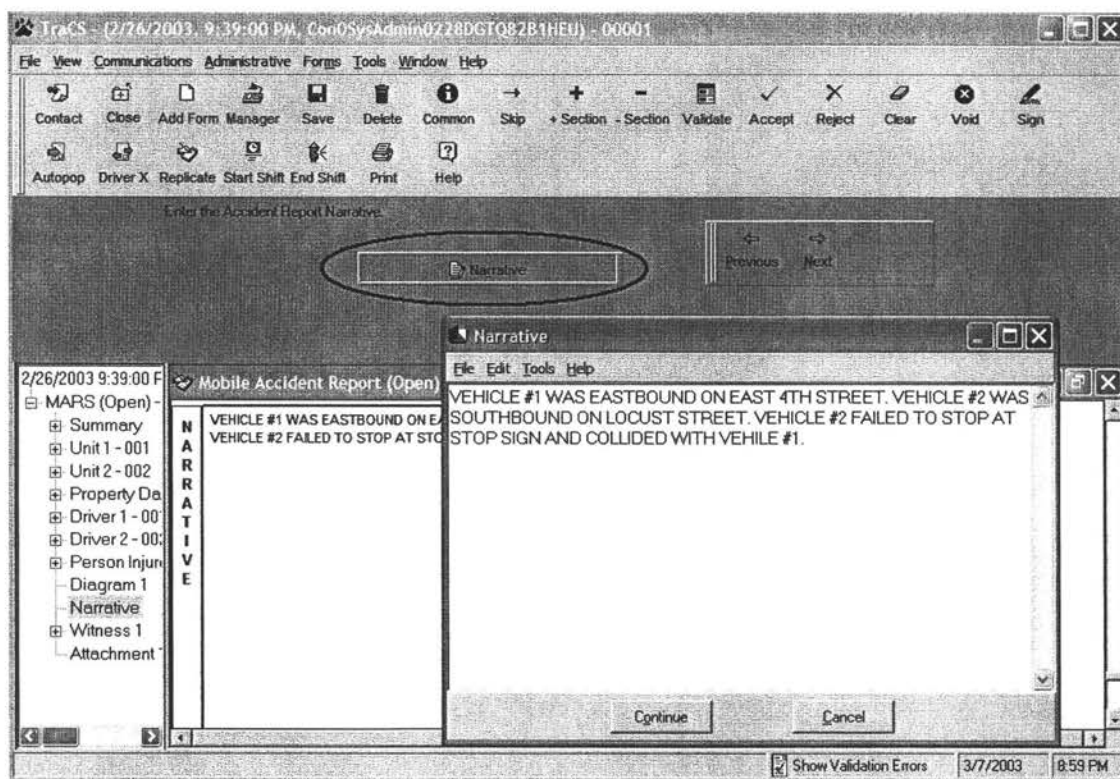 TraCS - (2/26/2003, 9:39:00 PM, Con0SysAdmin0228DGTQ82B1HEU) - 00001
File View Communications Administrative Forms Tools Window Help
Contact Close Add Form Manager Save Delete Common Skip + Section - Section Validate Accept Reject Clear Void Sign
Autopop Driver X Replicate Start Shift End Shift Print Help
Enter the Accident Report Narrative.
Narrative
Previous Next
Narrative
File Edit Tools Help
VEHICLE #1 WAS EASTBOUND ON EAST 4TH STREET. VEHICLE #2 WAS
SOUTHBOUND ON LOCUST STREET. VEHICLE #2 FAILED TO STOP AT
STOP SIGN AND COLLIDED WITH VEHILE #1.
Continue Cancel
2/26/2003 9:39:00 F
MARS (Open) -
Summary
Unit 1 - 001
Unit 2 - 002
Property Da
Driver 1 - 00
Driver 2 - 002
Person Injure
Diagram 1
Narrative
Witness 1
Attachment
Mobile Accident Report (Open)
NARRATIVE
VEHICLE #1 WAS EASTBOUND ON EA
VEHICLE #2 FAILED TO STOP AT STO
Show Validation Errors 3/7/2003 8:59 PM